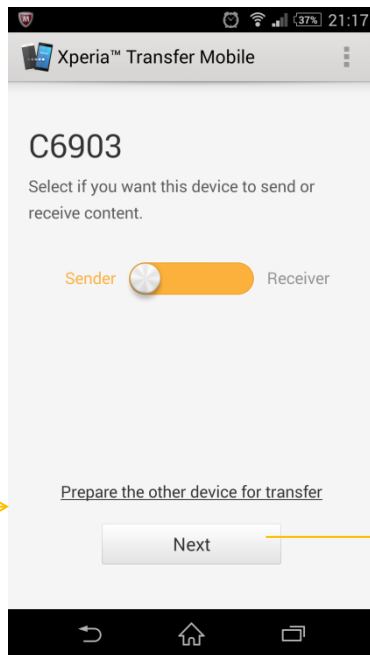 37% 21:17
Xperia™ Transfer Mobile
C6903
Select if you want this device to send or
receive content.
Sender Receiver
Prepare the other device for transfer
Next